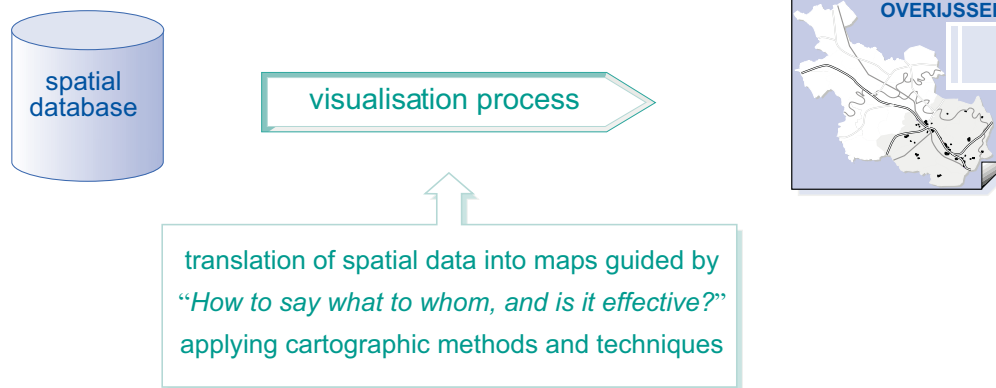 OVERIJSSEL
spatial
database
visualisation process
translation of spatial data into maps guided by
“How to say what to whom, and is it effective?”
applying cartographic methods and techniques